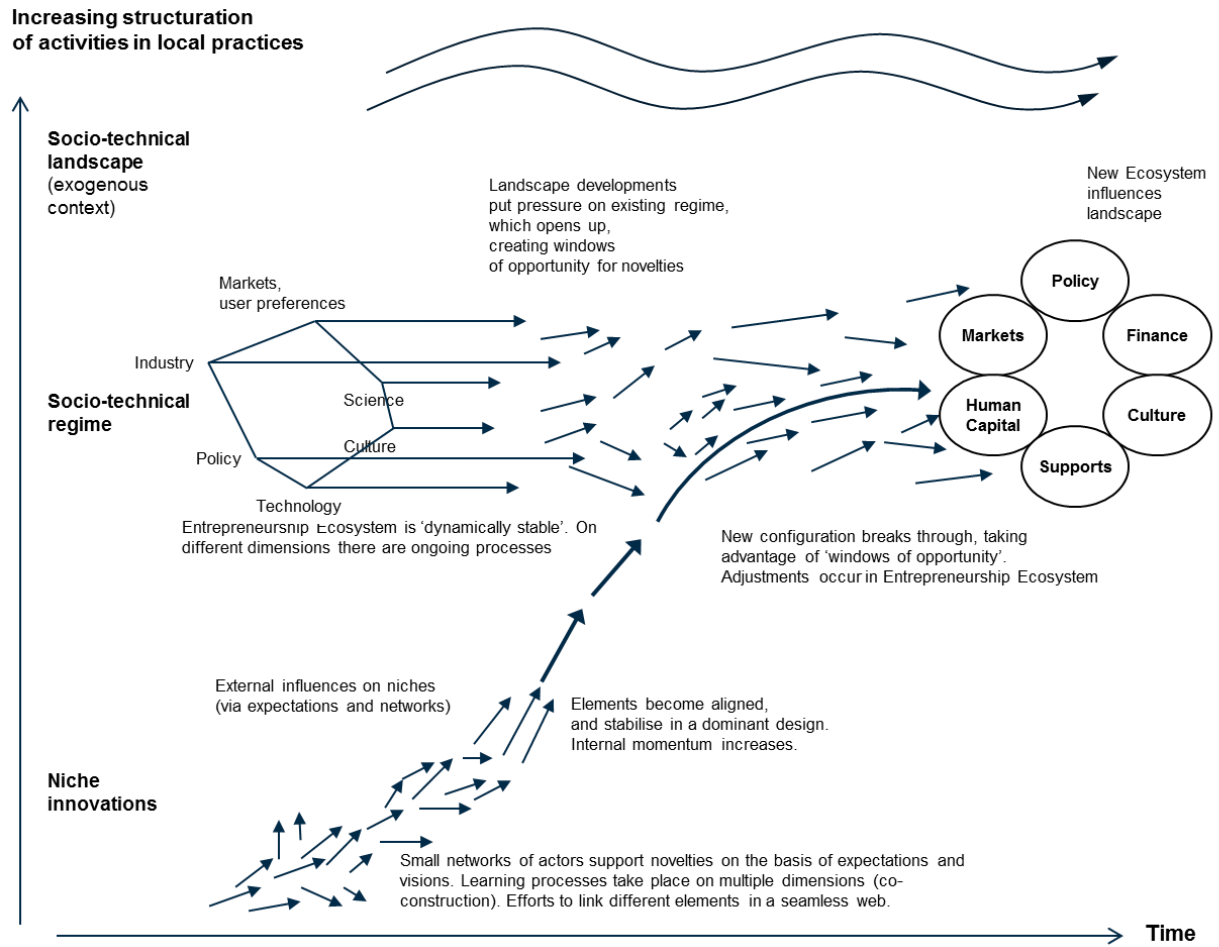 Increasing structuration
of activities in local practices
Socio-technical
landscape
(exogenous
context)
Landscape developments
put pressure on existing regime,
which opens up,
creating windows
of opportunity for novelties
New Ecosystem
influences
landscape
Markets,
user preferences
Industry
Science
Socio-technical
regime
Culture
Policy
Technology
Entrepreneurship Ecosystem is ‘dynamically stable’. On
different dimensions there are ongoing processes
Policy
Markets
Finance
Human
Capital
Culture
Supports
New configuration breaks through, taking
advantage of ‘windows of opportunity’.
Adjustments occur in Entrepreneurship Ecosystem
External influences on niches
(via expectations and networks)
Elements become aligned,
and stabilise in a dominant design.
Internal momentum increases.
Niche
innovations
Small networks of actors support novelties on the basis of expectations and
visions. Learning processes take place on multiple dimensions (co-
construction). Efforts to link different elements in a seamless web.
Time